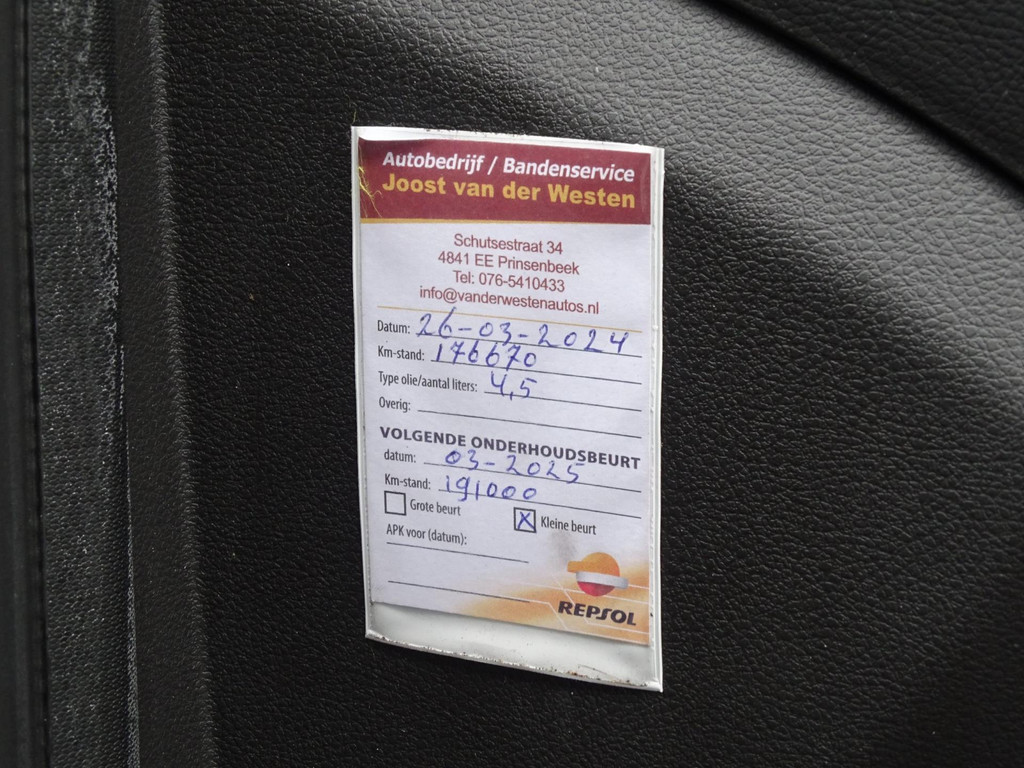 Autobedrijf / Bandenservice
Joost van der Westen
Schutsestraat 34
4841 EE Prinsenbeek
Tel: 076-5410433
info@vanderwestenautos.nl
Datum: 26-03-2024
Km-stand: 176670
Type olie/aantal liters: 4,5
Overig:
VOLGENDE ONDERHOUDSBEURT
datum: 03-2025
Km-stand: 191000
Grote beurt X Kleine beurt
APK voor (datum):
REPSOL